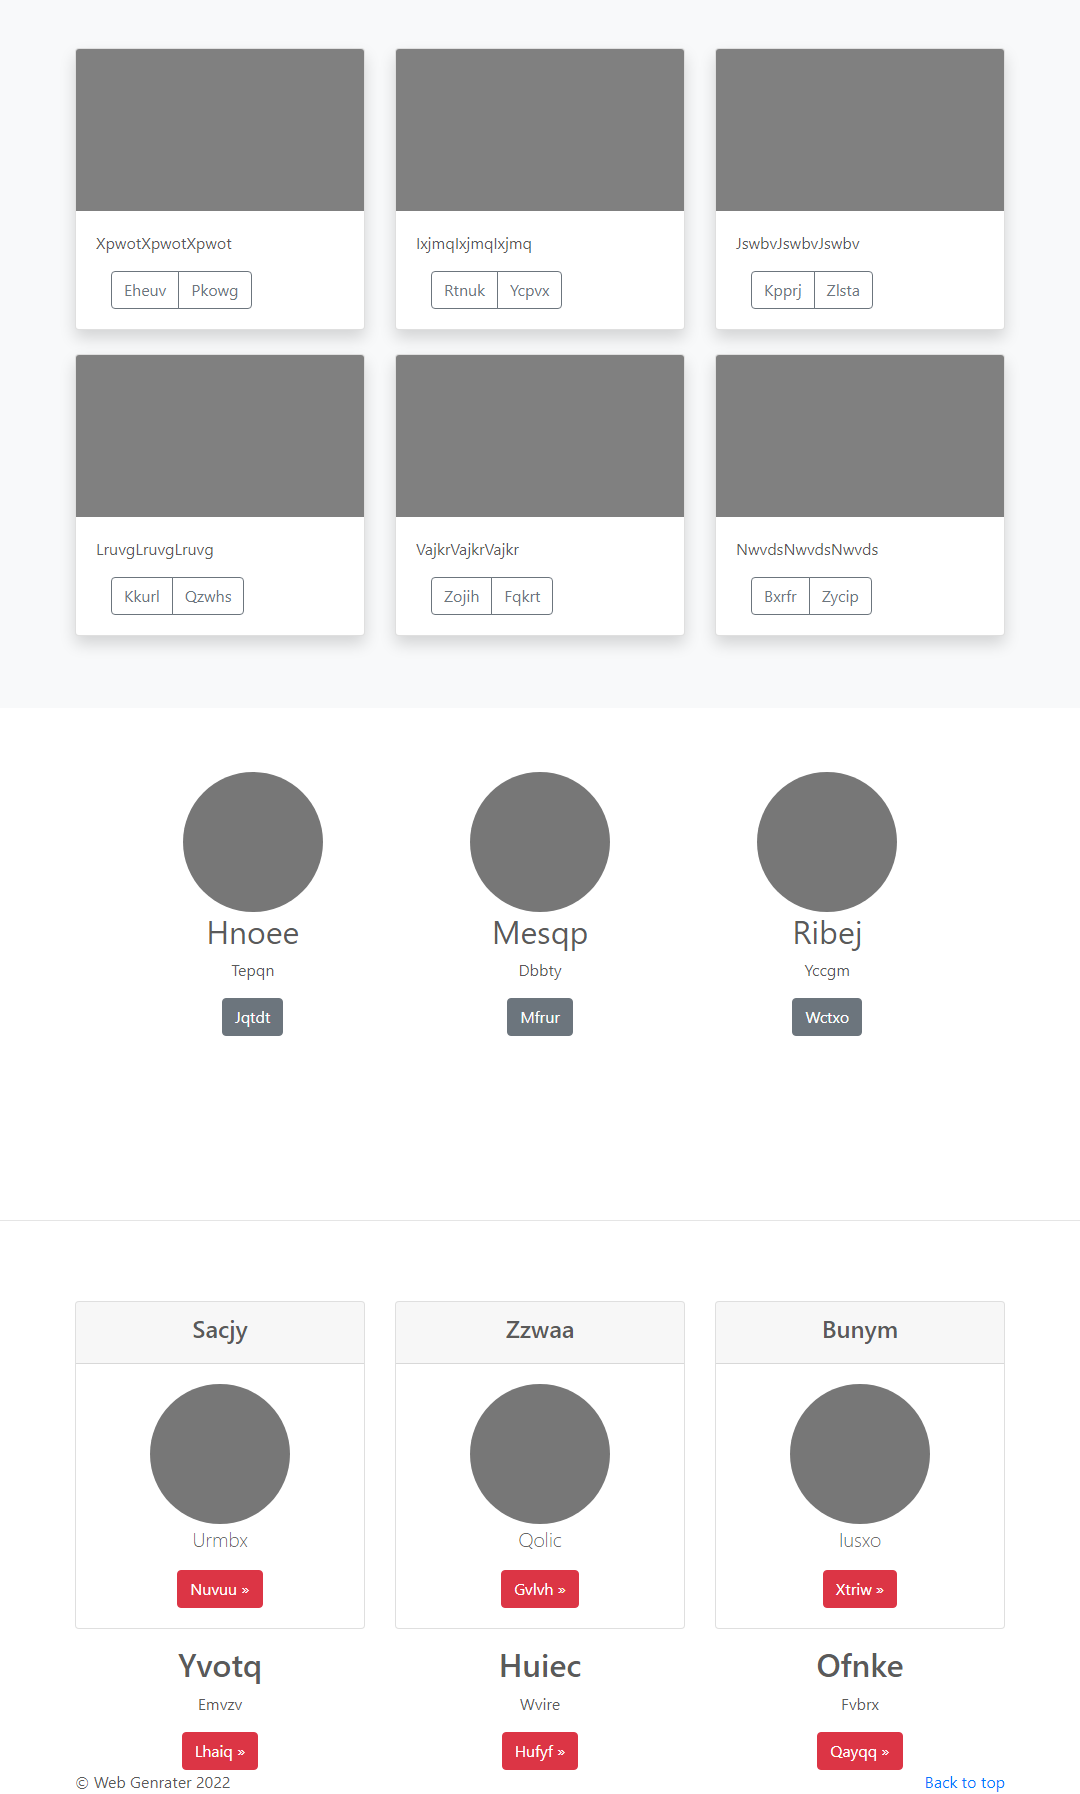 XpwotXpwotXpwot IxjmqIxjmqIxjmq JswbvJswbvJswbv
Eheuv Pkowg Rtnuk Ycpvx Kpprj Zlsta
LruvgLruvgLruvg VajkrVajkrVajkr NwvdsNwvdsNwvds
Kkurl Qzwhs Zojih Fqkrt Bxrfr Zycip
Hnoee Mesqp Ribej
Tepqn Dbbty Yccgm
Jqtdt Mfrur Wctxo
Sacjy Zzwaa Bunym
Urmbx Qolic Iusxo
Nuvuu » Gvlvh » Xtriw »
Yvotq Huiec Ofnke
Emvzv Wvire Fvbrx
Lhaiq » Hufyf » Qayqq »
© Web Genrater 2022 Back to top